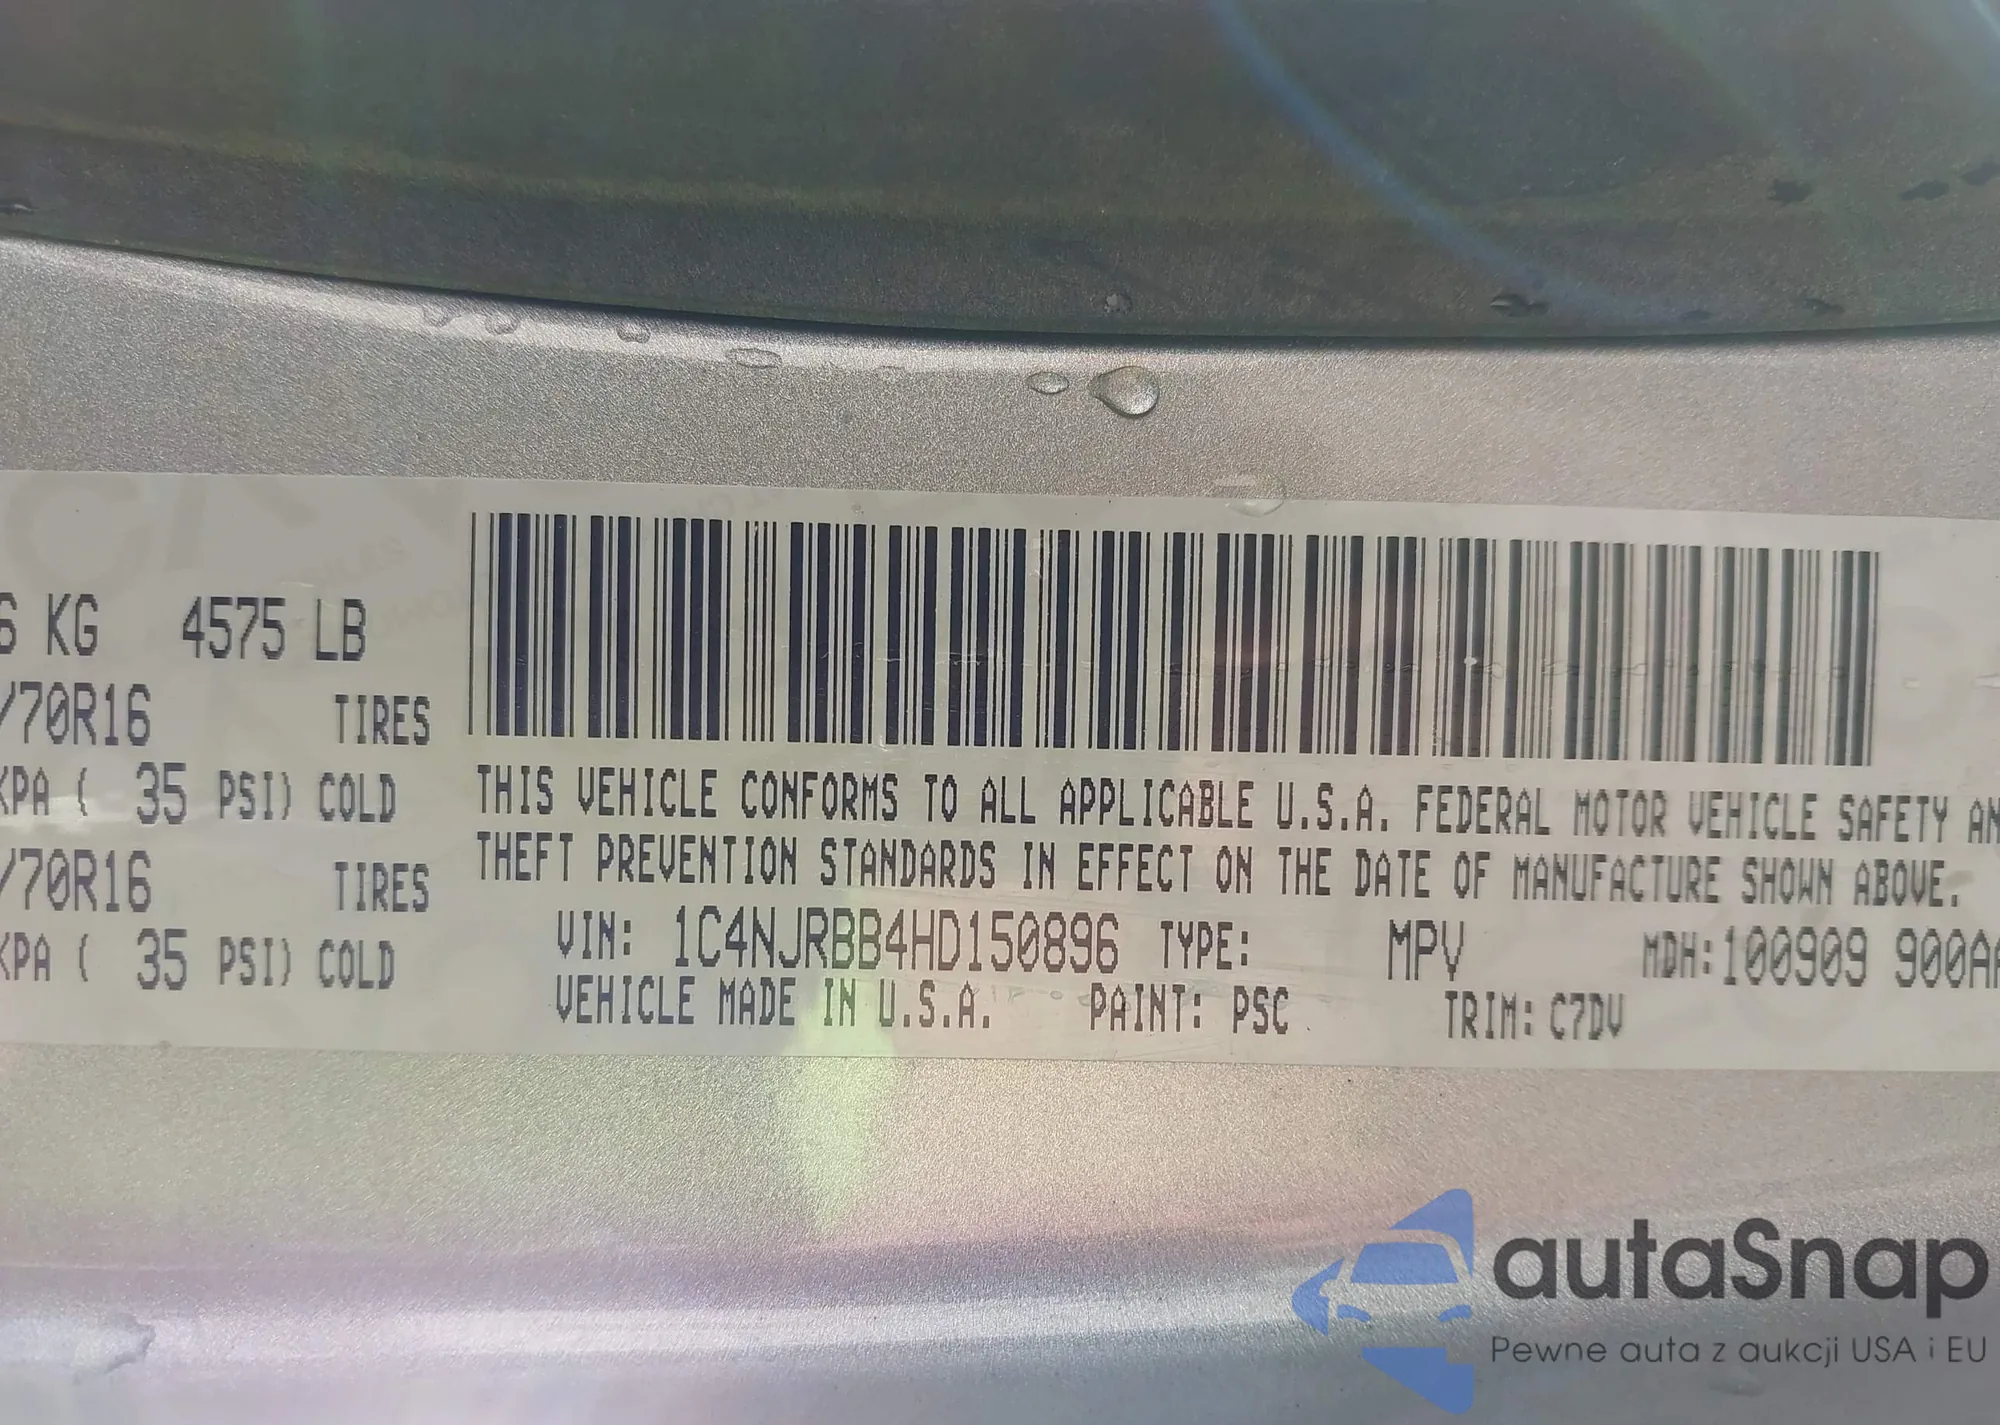 6 KG 4575 LB
/70R16 TIRES
KPA ( 35 PSI) COLD
/70R16 TIRES
KPA ( 35 PSI) COLD
THIS VEHICLE CONFORMS TO ALL APPLICABLE U.S.A. FEDERAL MOTOR VEHICLE SAFETY AN
THEFT PREVENTION STANDARDS IN EFFECT ON THE DATE OF MANUFACTURE SHOWN ABOVE.
VIN: 1C4NJRBB4HD150896 TYPE: MPV MDH:100909 900AA
VEHICLE MADE IN U.S.A. PAINT: PSC TRIM: C7DV
autaSnap
Pewne auta z aukcji USA i EU